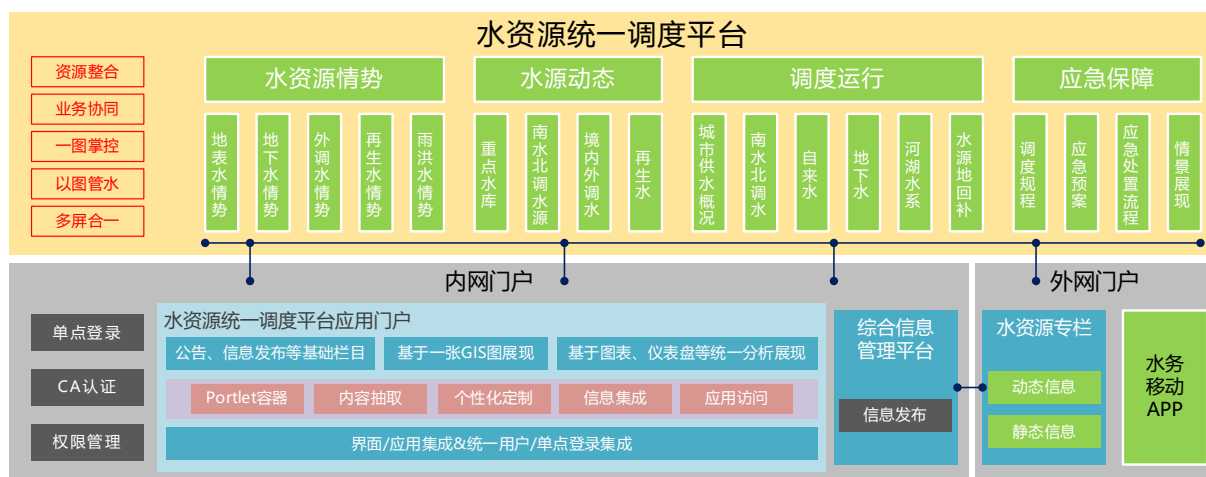 水资源统一调度平台
资源整合
业务协同
一图掌控
以图管水
多屏合一
水资源情势
地表水情势
地下水情势
外调水情势
再生水情势
雨洪水情势
水源动态
重点水库
南水北调水源
境内外调水
再生水
调度运行
城市供水概况
南水北调水
自来水
地下水
河湖水系
水源地回补
应急保障
调度规程
应急预案
应急处置流程
情景展现
内网门户
单点登录
CA认证
权限管理
水资源统一调度平台应用门户
公告、信息发布等基础栏目
基于一张GIS图展现
基于图表、仪表盘等统一分析展现
Portlet容器
内容抽取
个性化定制
信息集成
应用访问
界面/应用集成&统一用户/单点登录集成
综合信息
管理平台
信息发布
外网门户
水资源专栏
动态信息
静态信息
水务
移动
APP